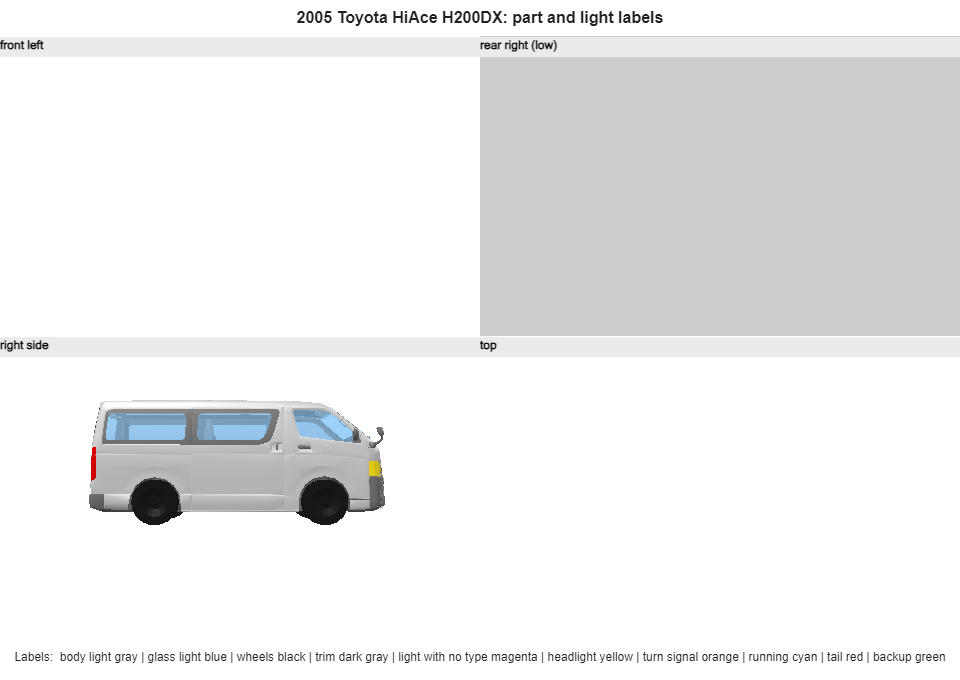 2005 Toyota HiAce H200DX: part and light labels
front left
rear right (low)
right side
top
Labels: body light gray | glass light blue | wheels black | trim dark gray | light with no type magenta | headlight yellow | turn signal orange | running cyan | tail red | backup green